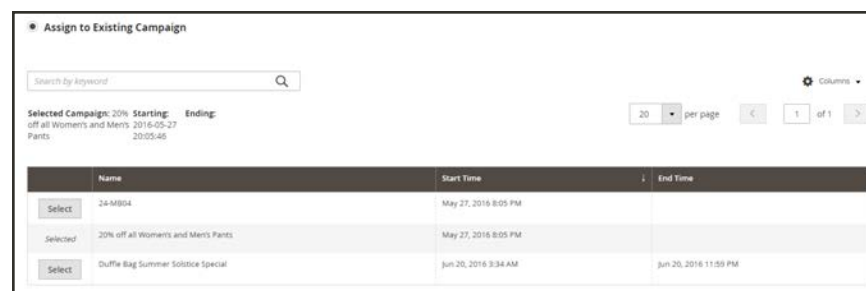 Assign to Existing Campaign
Search by keyword
Columns
Selected Campaign: 20% off all Women's and Men's Pants
Starting: 2016-05-27 20:05:46
Ending:
20 per page
1 of 1
Name Start Time ↓ End Time
Select 24-MB04 May 27, 2016 8:05 PM
Selected 20% off all Women's and Men's Pants May 27, 2016 8:05 PM
Select Duffle Bag Summer Solstice Special Jun 20, 2016 3:34 AM Jun 20, 2016 11:59 PM